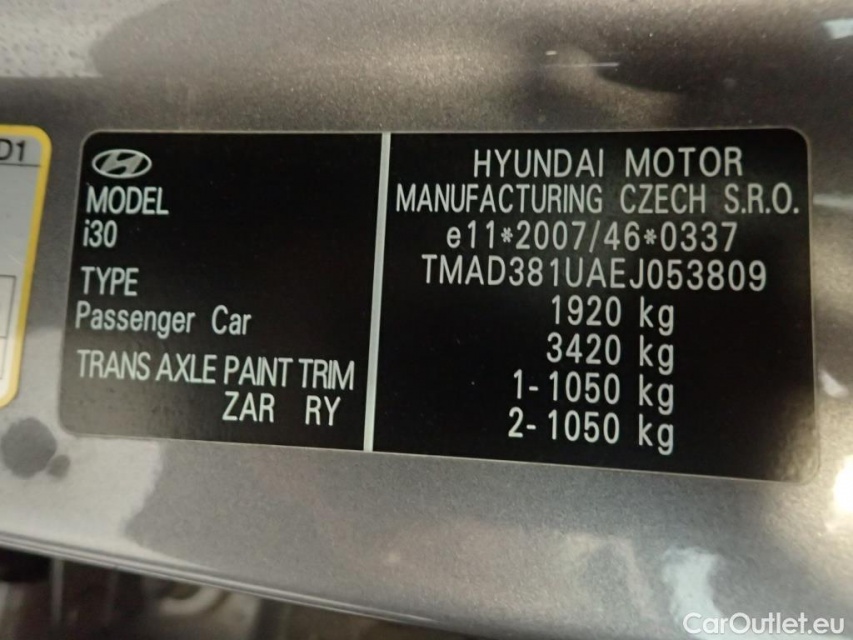 D1
MODEL
i30
TYPE
Passenger Car
TRANS AXLE PAINT TRIM
ZAR RY
HYUNDAI MOTOR
MANUFACTURING CZECH S.R.O.
e11*2007/46*0337
TMAD381UAEJ053809
1920 kg
3420 kg
1-1050 kg
2-1050 kg
CarOutlet.eu